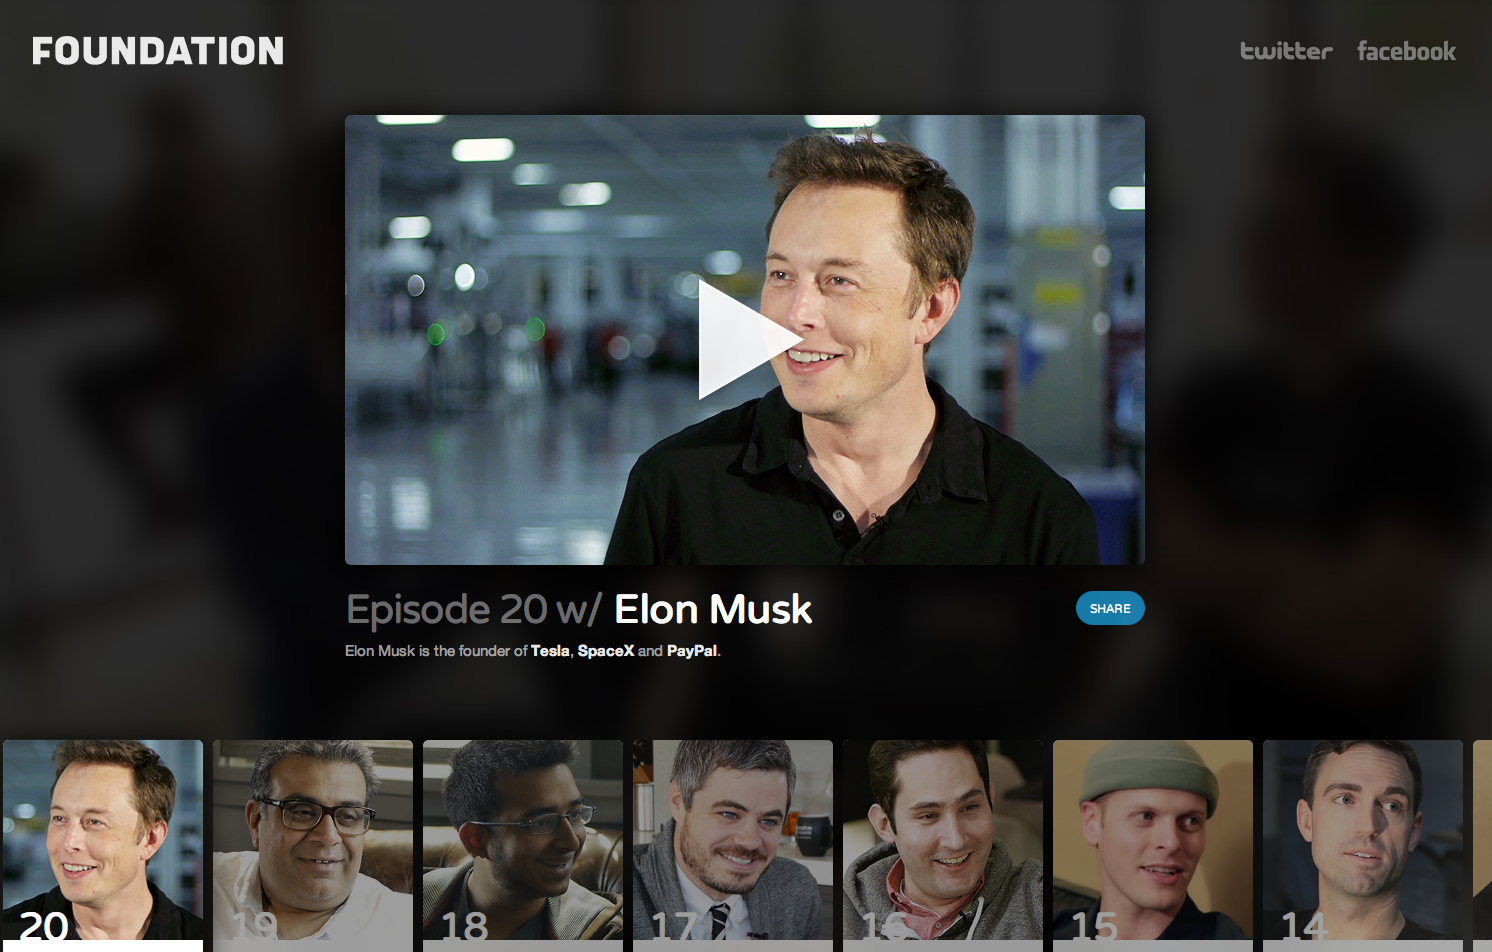 FOUNDATION
twitter facebook
Episode 20 w/ Elon Musk
SHARE
Elon Musk is the founder of Tesla, SpaceX and PayPal.
20 19 18 17 16 15 14